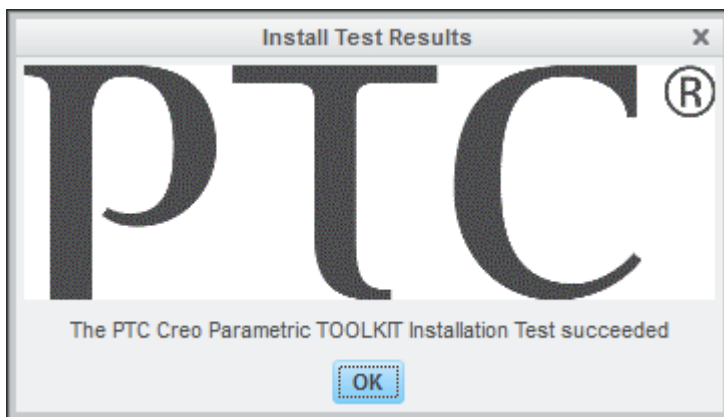 Install Test Results
PTC®
The PTC Creo Parametric TOOLKIT Installation Test succeeded
OK